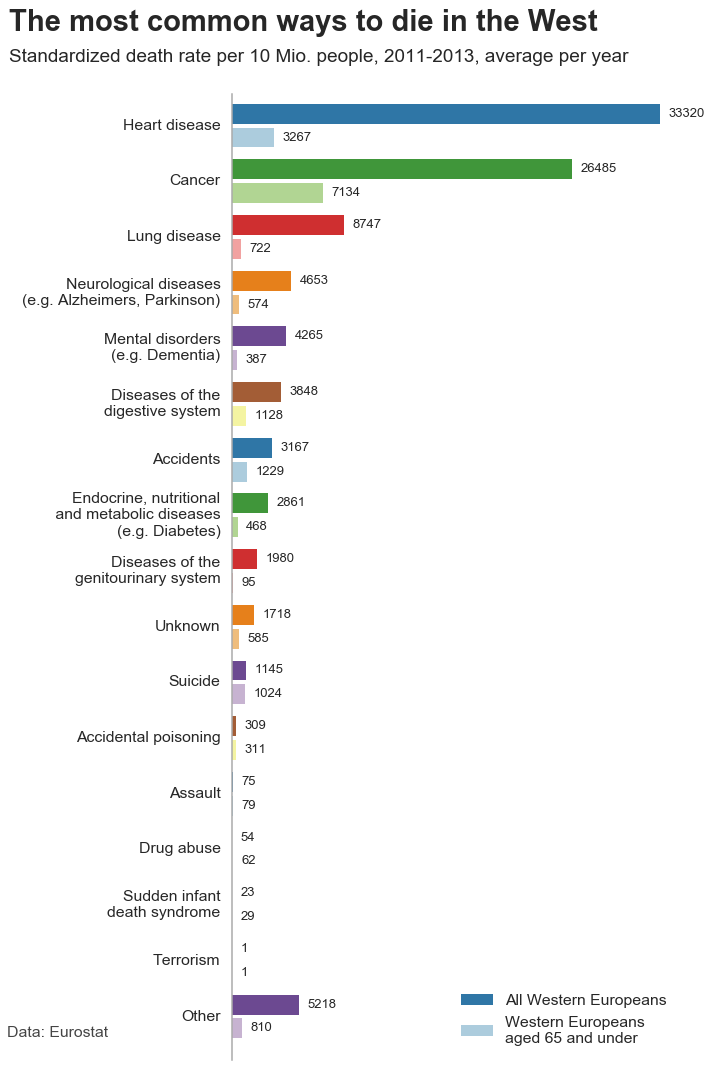 The most common ways to die in the West
Standardized death rate per 10 Mio. people, 2011-2013, average per year
Heart disease
33320
3267
Cancer
26485
7134
Lung disease
8747
722
Neurological diseases
(e.g. Alzheimers, Parkinson)
4653
574
Mental disorders
(e.g. Dementia)
4265
387
Diseases of the
digestive system
3848
1128
Accidents
3167
1229
Endocrine, nutritional
and metabolic diseases
(e.g. Diabetes)
2861
468
Diseases of the
genitourinary system
1980
95
Unknown
1718
585
Suicide
1145
1024
Accidental poisoning
309
311
Assault
75
79
Drug abuse
54
62
Sudden infant
death syndrome
23
29
Terrorism
1
1
Other
5218
810
All Western Europeans
Western Europeans
aged 65 and under
Data: Eurostat